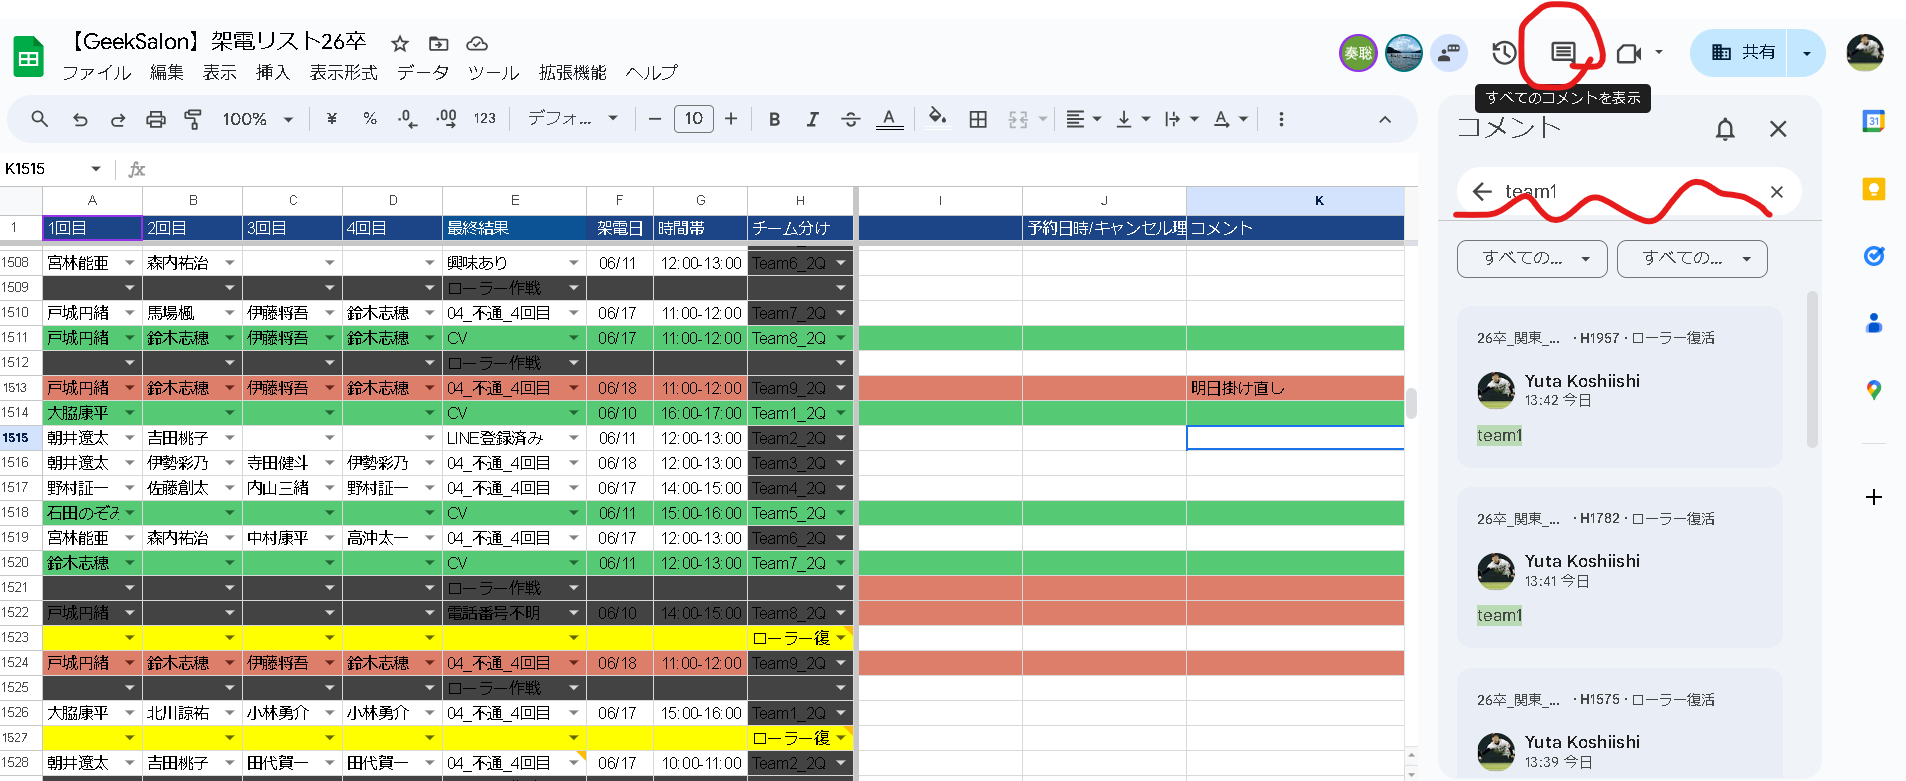 【GeekSalon】架電リスト26卒
ファイル 編集 表示 挿入 表示形式 データ ツール 拡張機能 ヘルプ
奏聡
共有
すべてのコメントを表示
100% ¥ % .0 .00 123 デフォ... 10 B I A
K1515 fx
A B C D E F G H I J K
1 1回目 2回目 3回目 4回目 最終結果 架電日 時間帯 チーム分け 予約日時/キャンセル理 コメント
1508 宮林能亜 森内祐治 興味あり 06/11 12:00-13:00 Team6_2Q
1509 ローラー作戦
1510 戸城円緒 馬場楓 伊藤将吾 鈴木志穂 04_不通_4回目 06/17 11:00-12:00 Team7_2Q
1511 戸城円緒 鈴木志穂 伊藤将吾 鈴木志穂 CV 06/17 11:00-12:00 Team8_2Q
1512 ローラー作戦
1513 戸城円緒 鈴木志穂 伊藤将吾 鈴木志穂 04_不通_4回目 06/18 11:00-12:00 Team9_2Q 明日掛け直し
1514 大脇康平 CV 06/10 16:00-17:00 Team1_2Q
1515 朝井遼太 吉田桃子 LINE登録済み 06/11 12:00-13:00 Team2_2Q
1516 朝井遼太 伊勢彩乃 寺田健斗 伊勢彩乃 04_不通_4回目 06/18 12:00-13:00 Team3_2Q
1517 野村証一 佐藤創太 内山三緒 野村証一 04_不通_4回目 06/17 14:00-15:00 Team4_2Q
1518 石田のぞみ CV 06/11 15:00-16:00 Team5_2Q
1519 宮林能亜 森内祐治 中村康平 高沖太一 04_不通_4回目 06/17 12:00-13:00 Team6_2Q
1520 鈴木志穂 CV 06/11 12:00-13:00 Team7_2Q
1521 ローラー作戦
1522 戸城円緒 電話番号不明 06/10 14:00-15:00 Team8_2Q
1523 ローラー復
1524 戸城円緒 鈴木志穂 伊藤将吾 鈴木志穂 04_不通_4回目 06/18 11:00-12:00 Team9_2Q
1525 ローラー作戦
1526 大脇康平 北川諒祐 小林勇介 小林勇介 04_不通_4回目 06/17 15:00-16:00 Team1_2Q
1527 ローラー復
1528 朝井遼太 吉田桃子 田代賀一 田代賀一 04_不通_4回目 06/17 10:00-11:00 Team2_2Q
コメント
team1
すべての... すべての...
26卒_関東_... ・H1957・ローラー復活
Yuta Koshiishi
13:42 今日
team1
26卒_関東_... ・H1782・ローラー復活
Yuta Koshiishi
13:41 今日
team1
26卒_関東_... ・H1575・ローラー復活
Yuta Koshiishi
13:39 今日
31